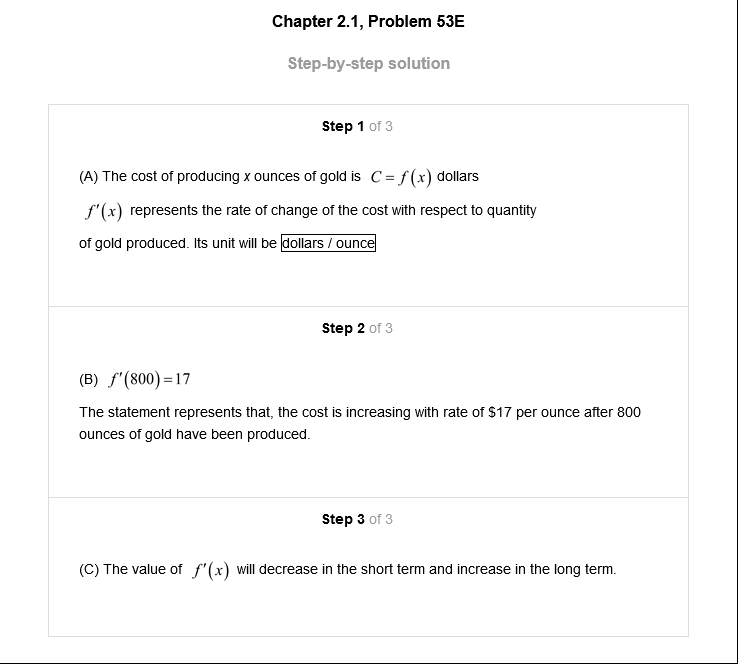 Chapter 2.1, Problem 53E
Step-by-step solution
Step 1 of 3
(A) The cost of producing x ounces of gold is C = f(x) dollars
f′(x) represents the rate of change of the cost with respect to quantity
of gold produced. Its unit will be dollars / ounce
Step 2 of 3
(B) f′(800) = 17
The statement represents that, the cost is increasing with rate of $17 per ounce after 800
ounces of gold have been produced.
Step 3 of 3
(C) The value of f′(x) will decrease in the short term and increase in the long term.